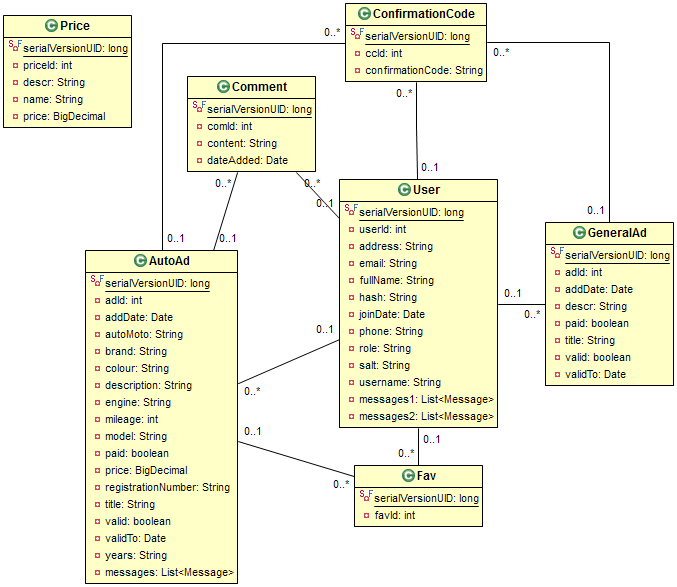 Price
serialVersionUID: long
priceId: int
descr: String
name: String
price: BigDecimal
ConfirmationCode
serialVersionUID: long
ccId: int
confirmationCode: String
0..*
0..*
0..*
Comment
serialVersionUID: long
comId: int
content: String
dateAdded: Date
0..*
0..*
0..1
0..1
0..1
0..1
0..1
User
serialVersionUID: long
userId: int
address: String
email: String
fullName: String
hash: String
joinDate: Date
phone: String
role: String
salt: String
username: String
messages1: List<Message>
messages2: List<Message>
GeneralAd
serialVersionUID: long
adId: int
addDate: Date
descr: String
paid: boolean
title: String
valid: boolean
validTo: Date
0..1
0..*
AutoAd
serialVersionUID: long
adId: int
addDate: Date
autoMoto: String
brand: String
colour: String
description: String
engine: String
mileage: int
model: String
paid: boolean
price: BigDecimal
registrationNumber: String
title: String
valid: boolean
validTo: Date
years: String
messages: List<Message>
0..1
0..*
0..1
0..1
0..*
0..*
Fav
serialVersionUID: long
favId: int